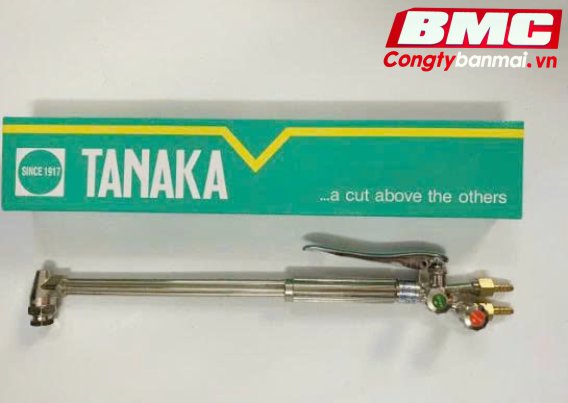 BMC
Congtybanmai.vn
SINCE 1917
TANAKA
...a cut above the others